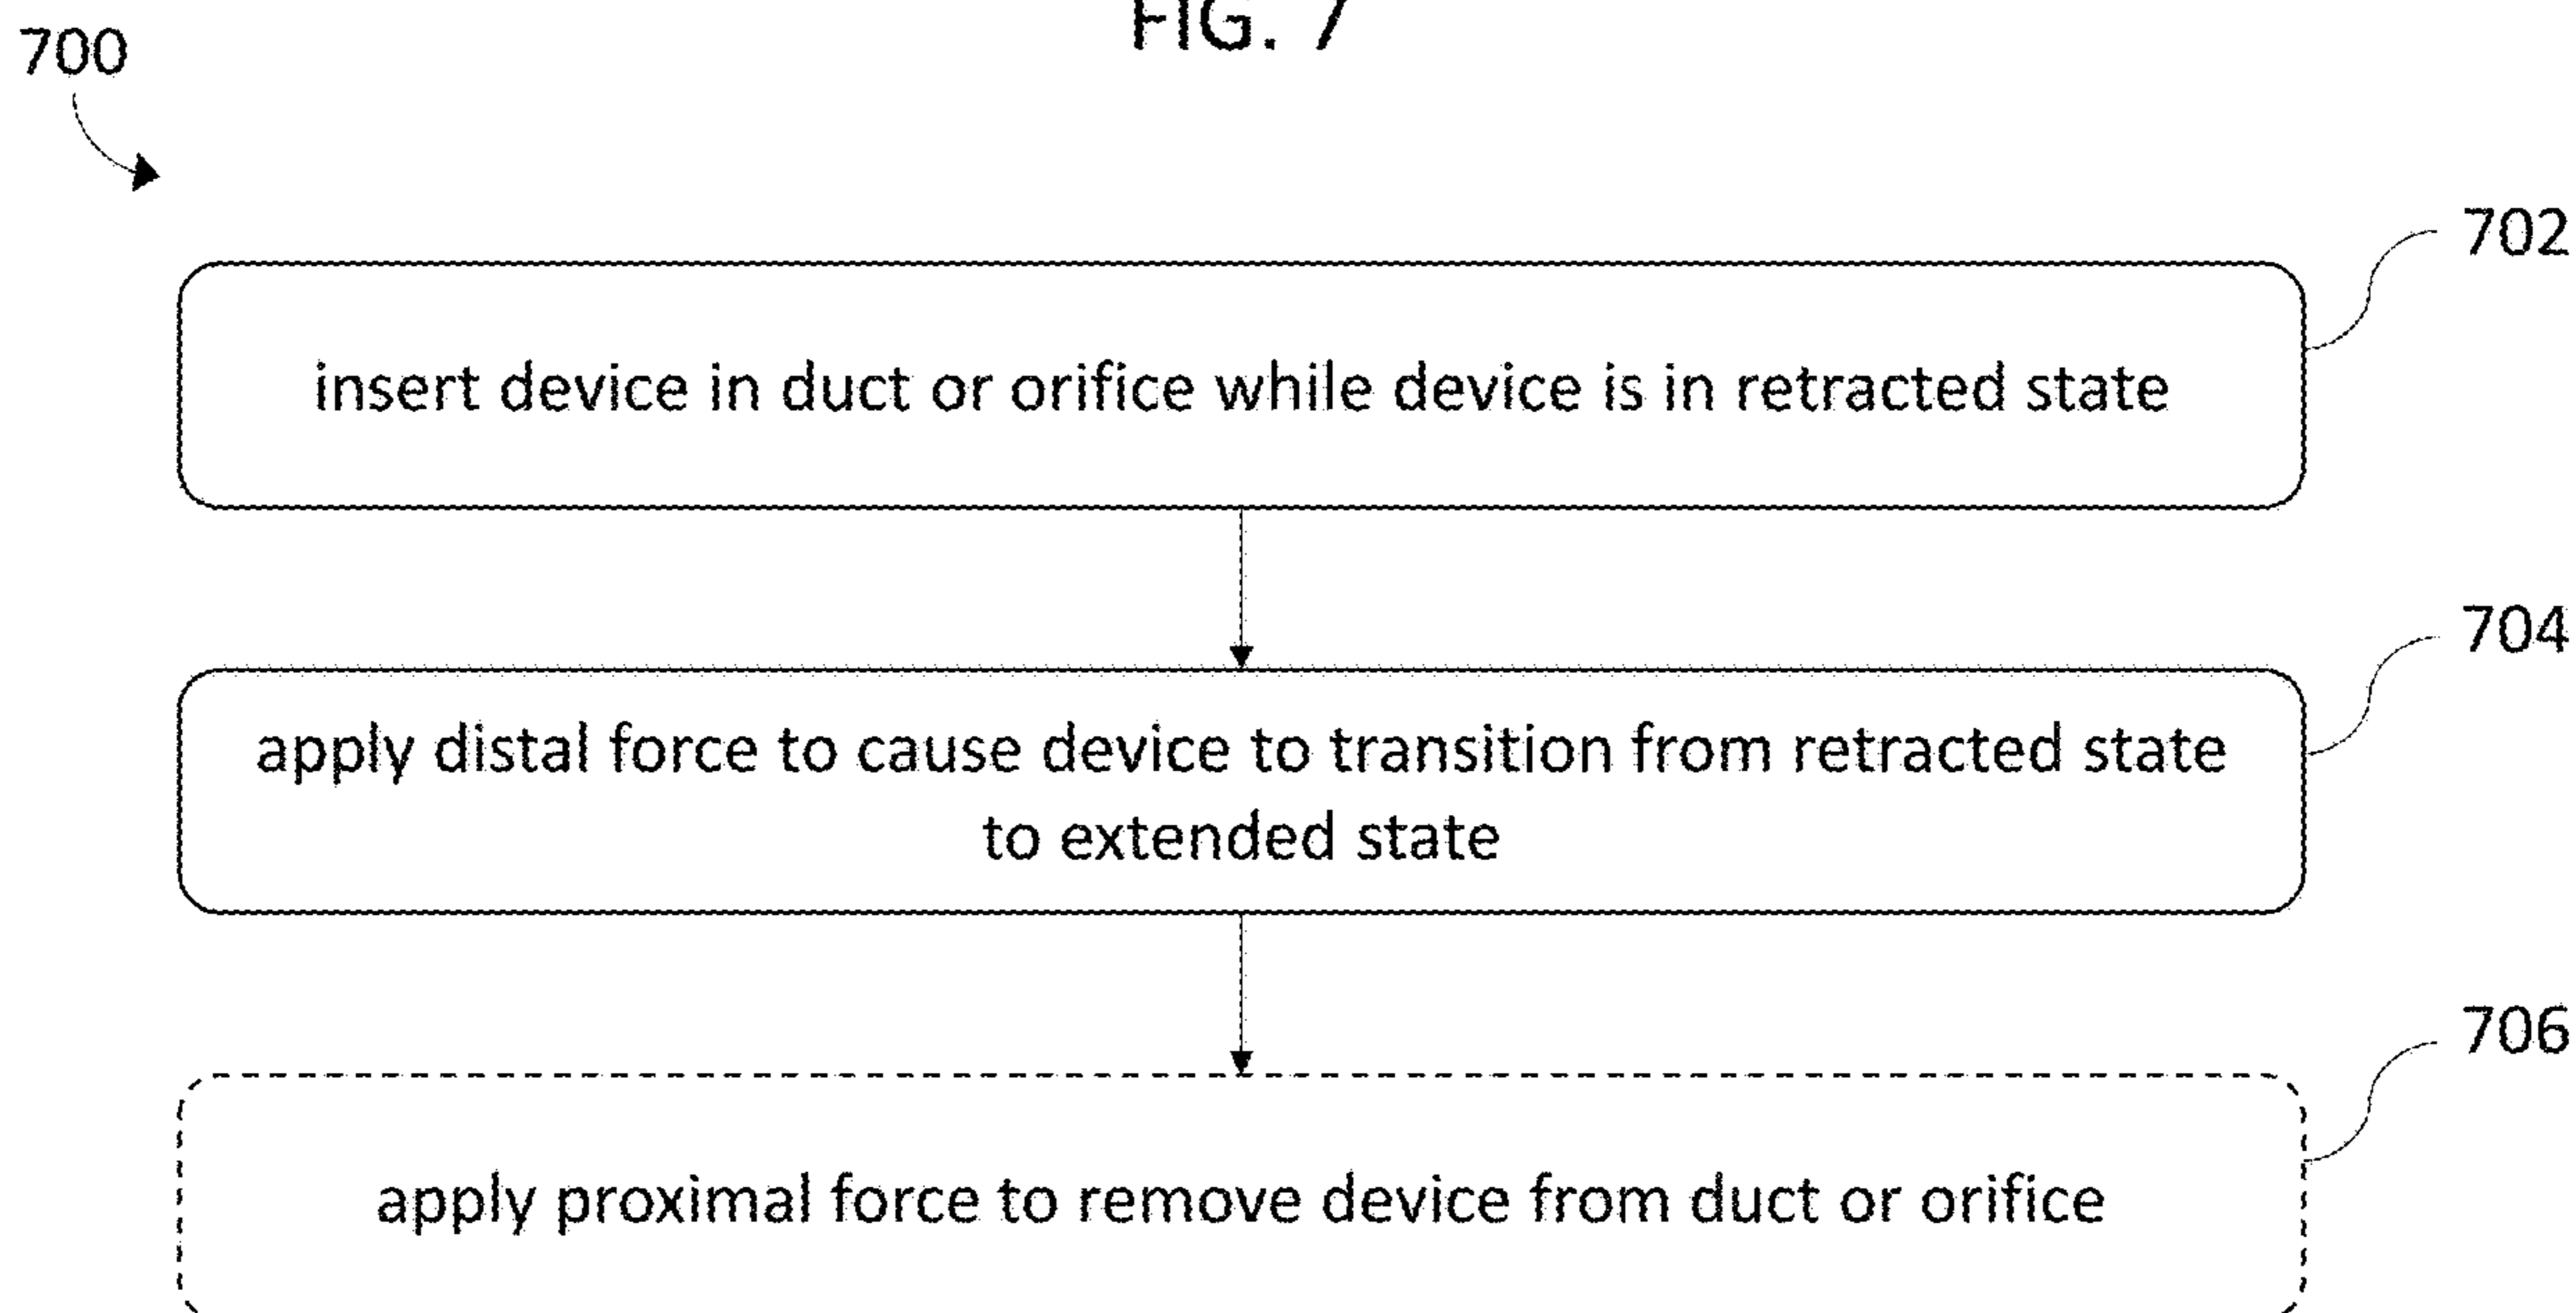 FIG. 7
700
702
insert device in duct or orifice while device is in retracted state
704
apply distal force to cause device to transition from retracted state
to extended state
706
apply proximal force to remove device from duct or orifice